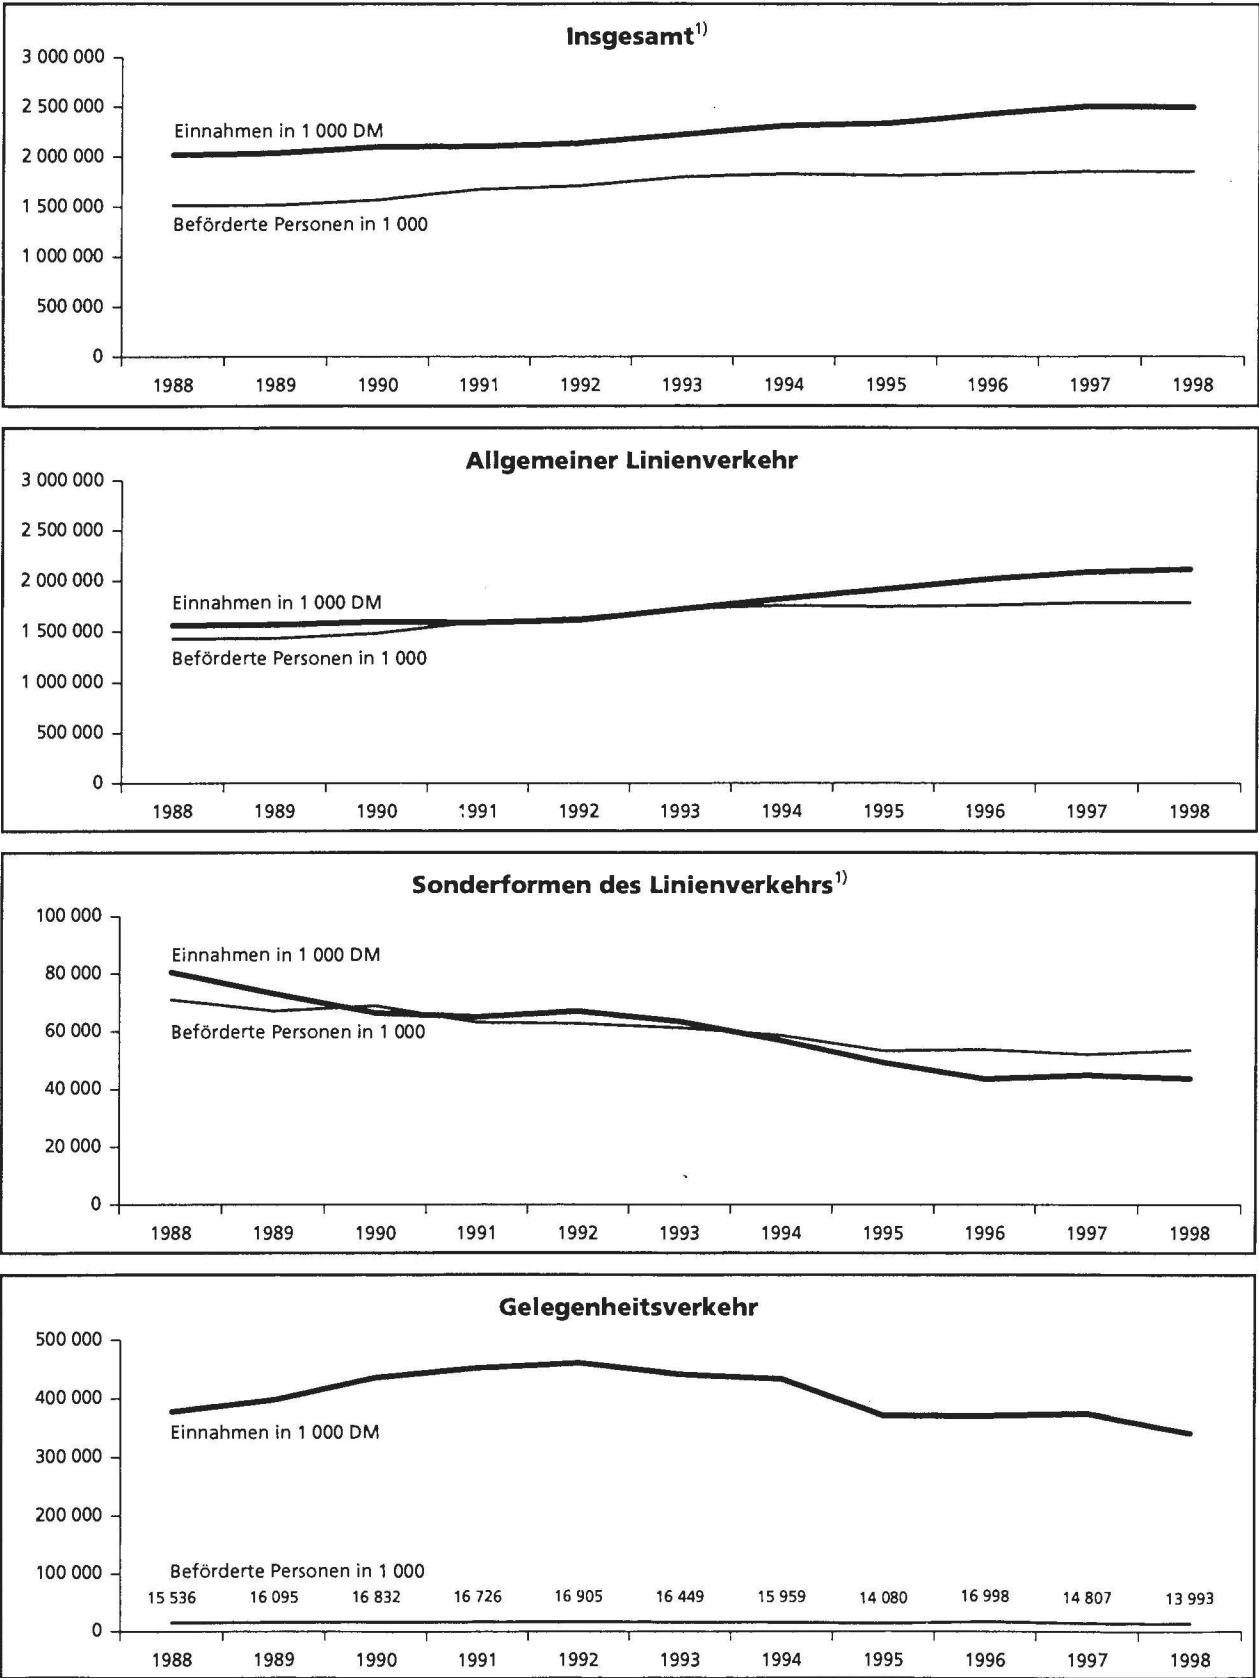 Insgesamt1)
3 000 000
2 500 000
Einnahmen in 1 000 DM
2 000 000
1 500 000
Beförderte Personen in 1 000
1 000 000
500 000
0
1988 1989 1990 1991 1992 1993 1994 1995 1996 1997 1998
Allgemeiner Linienverkehr
3 000 000
2 500 000
2 000 000
Einnahmen in 1 000 DM
1 500 000
Beförderte Personen in 1 000
1 000 000
500 000
0
1988 1989 1990 1991 1992 1993 1994 1995 1996 1997 1998
Sonderformen des Linienverkehrs1)
100 000
Einnahmen in 1 000 DM
80 000
60 000
Beförderte Personen in 1 000
40 000
20 000
0
1988 1989 1990 1991 1992 1993 1994 1995 1996 1997 1998
Gelegenheitsverkehr
500 000
400 000
Einnahmen in 1 000 DM
300 000
200 000
100 000
Beförderte Personen in 1 000
15 536 16 095 16 832 16 726 16 905 16 449 15 959 14 080 16 998 14 807 13 993
0
1988 1989 1990 1991 1992 1993 1994 1995 1996 1997 1998